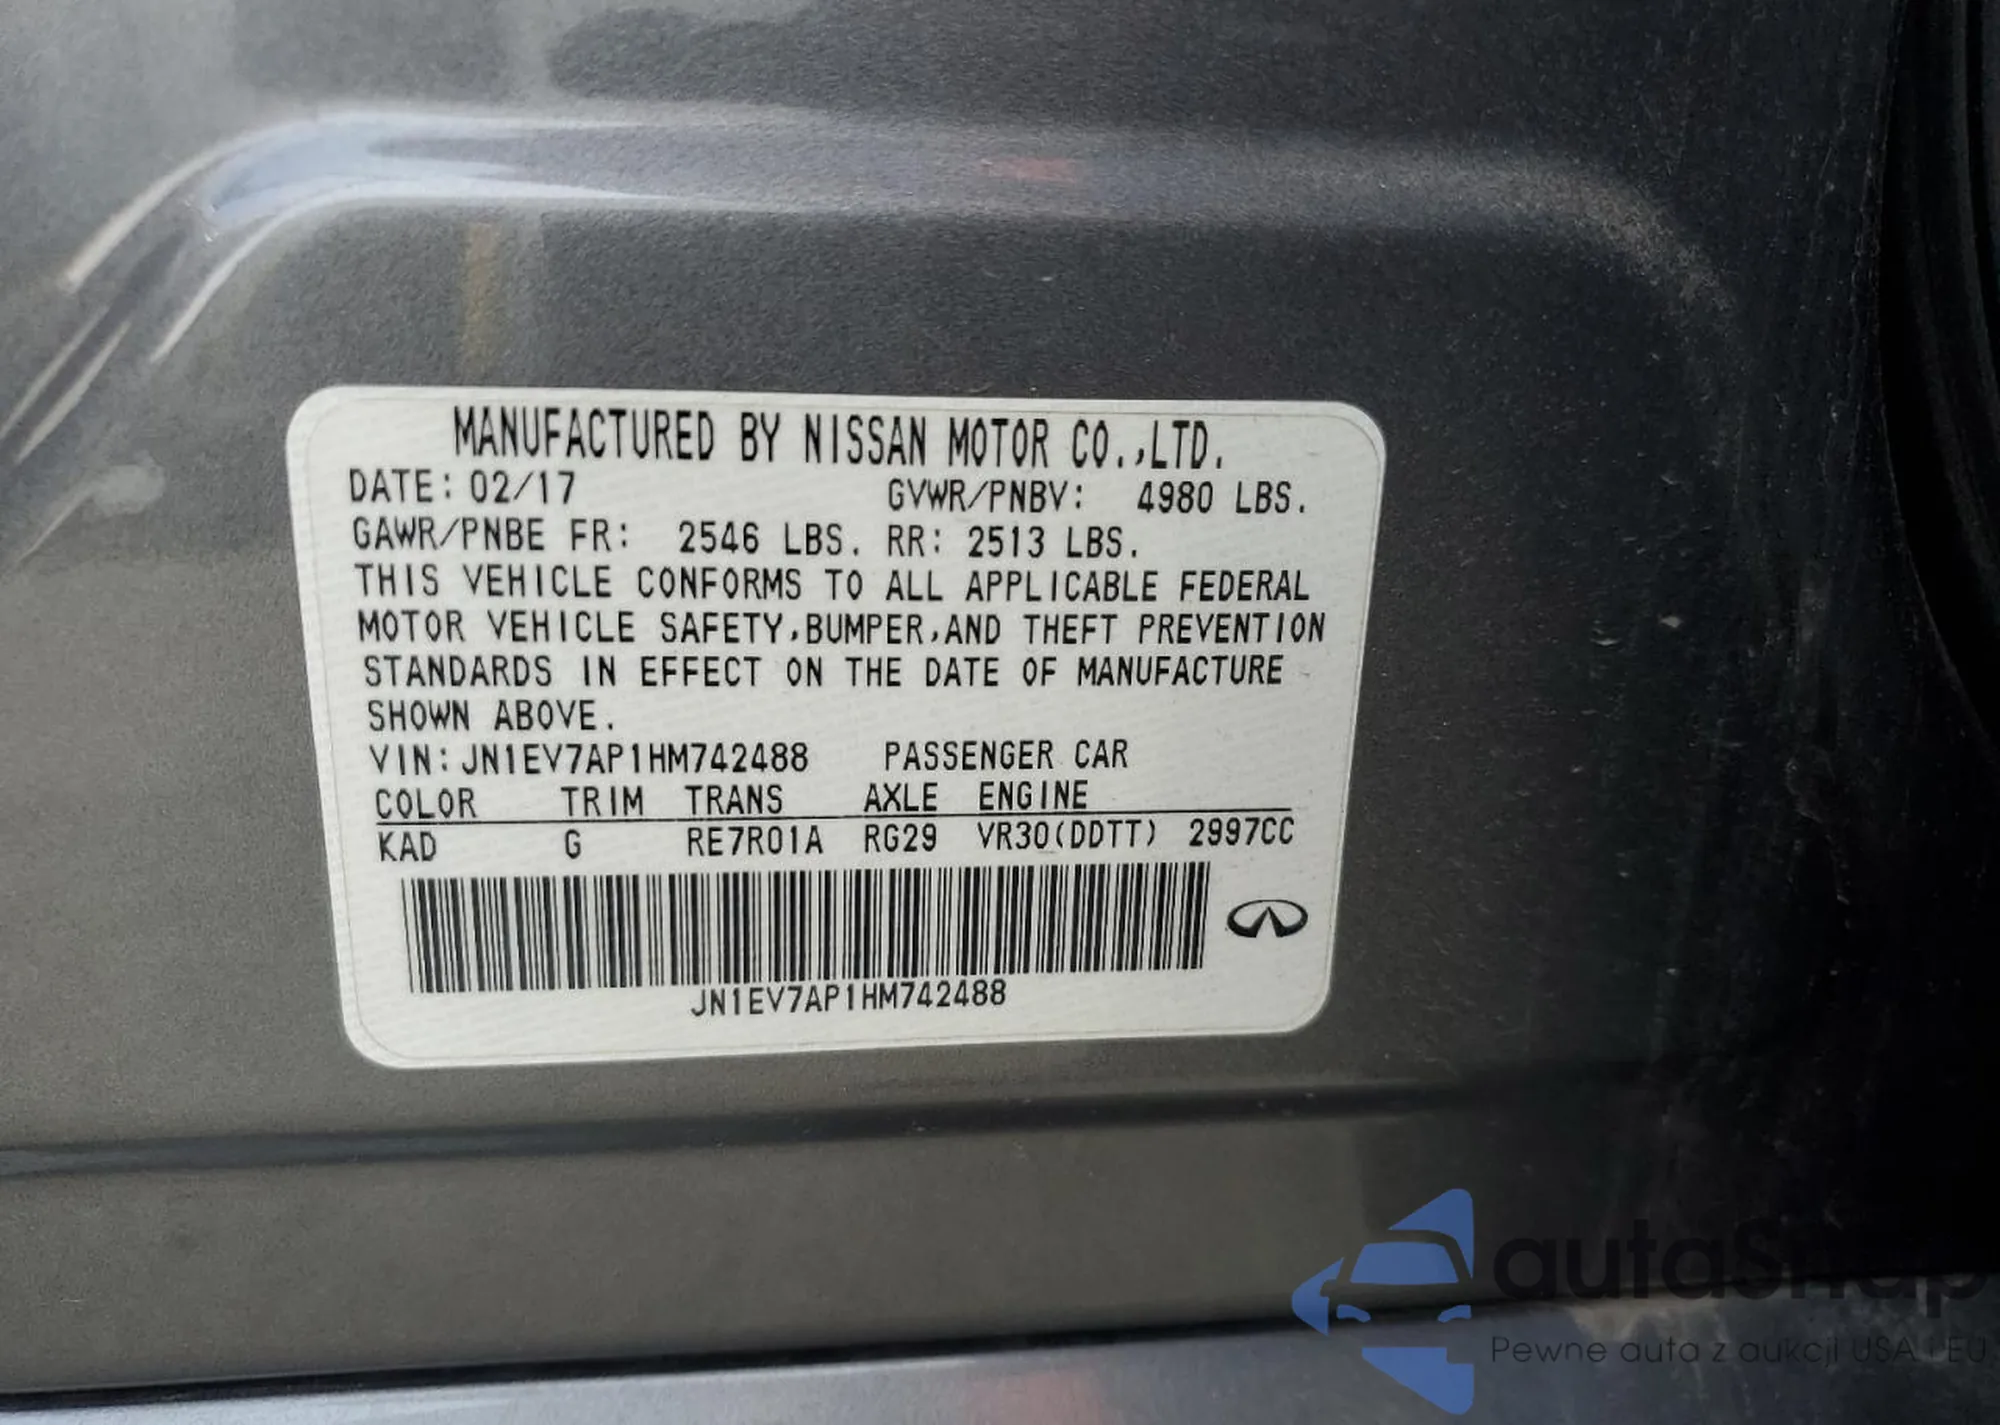 MANUFACTURED BY NISSAN MOTOR CO.,LTD.
DATE: 02/17 GVWR/PNBV: 4980 LBS.
GAWR/PNBE FR: 2546 LBS. RR: 2513 LBS.
THIS VEHICLE CONFORMS TO ALL APPLICABLE FEDERAL
MOTOR VEHICLE SAFETY,BUMPER,AND THEFT PREVENTION
STANDARDS IN EFFECT ON THE DATE OF MANUFACTURE
SHOWN ABOVE.
VIN:JN1EV7AP1HM742488 PASSENGER CAR
COLOR TRIM TRANS AXLE ENGINE
KAD G RE7R01A RG29 VR30(DDTT) 2997CC
JN1EV7AP1HM742488
autaSnap
Pewne auta z aukcji USA i EU